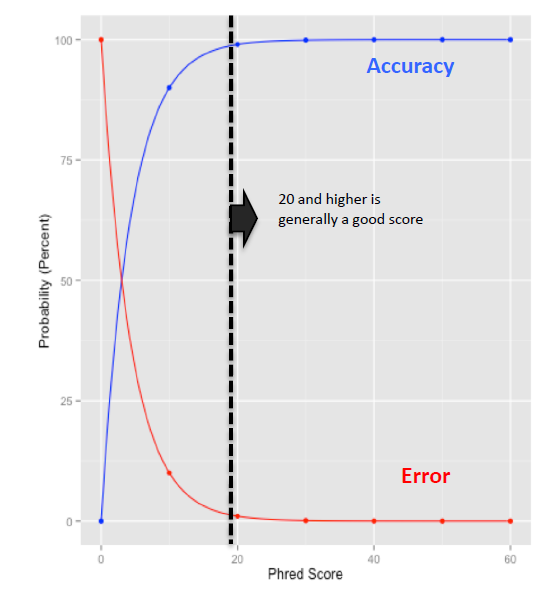 100
Accuracy
75
20 and higher is
generally a good score
Probability (Percent)
50
25
Error
0
0 20 40 60
Phred Score